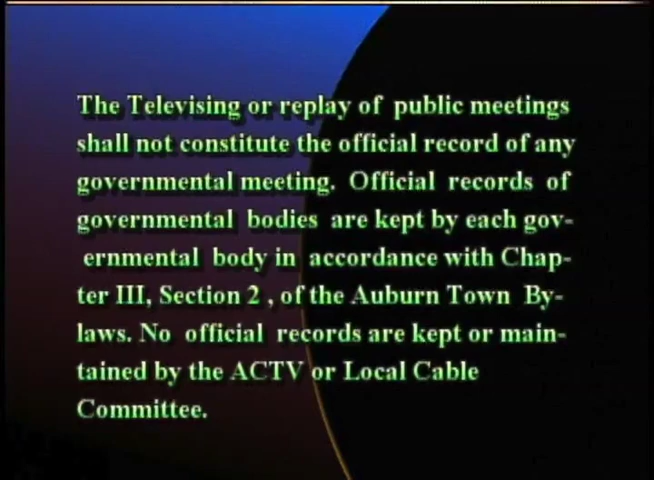 The Televising or replay of public meetings
shall not constitute the official record of any
governmental meeting. Official records of
governmental bodies are kept by each gov-
ernmental body in accordance with Chap-
ter III, Section 2 , of the Auburn Town By-
laws. No official records are kept or main-
tained by the ACTV or Local Cable
Committee.